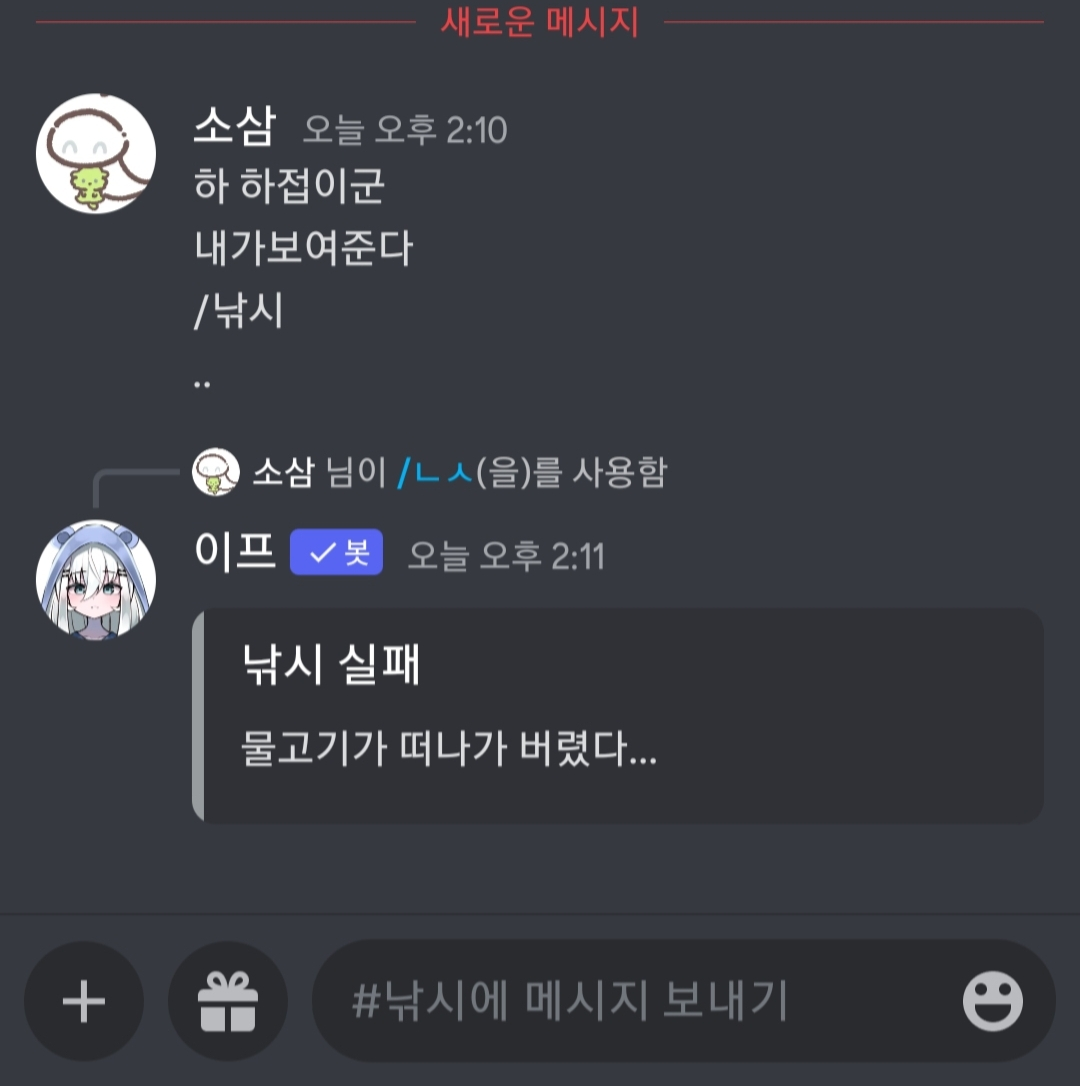 새로운 메시지
소삼 오늘 오후 2:10
하 하접이군
내가보여준다
/낚시
..
소삼 님이 /ㄴㅅ(을)를 사용함
이프 봇 오늘 오후 2:11
낚시 실패
물고기가 떠나가 버렸다...
#낚시에 메시지 보내기